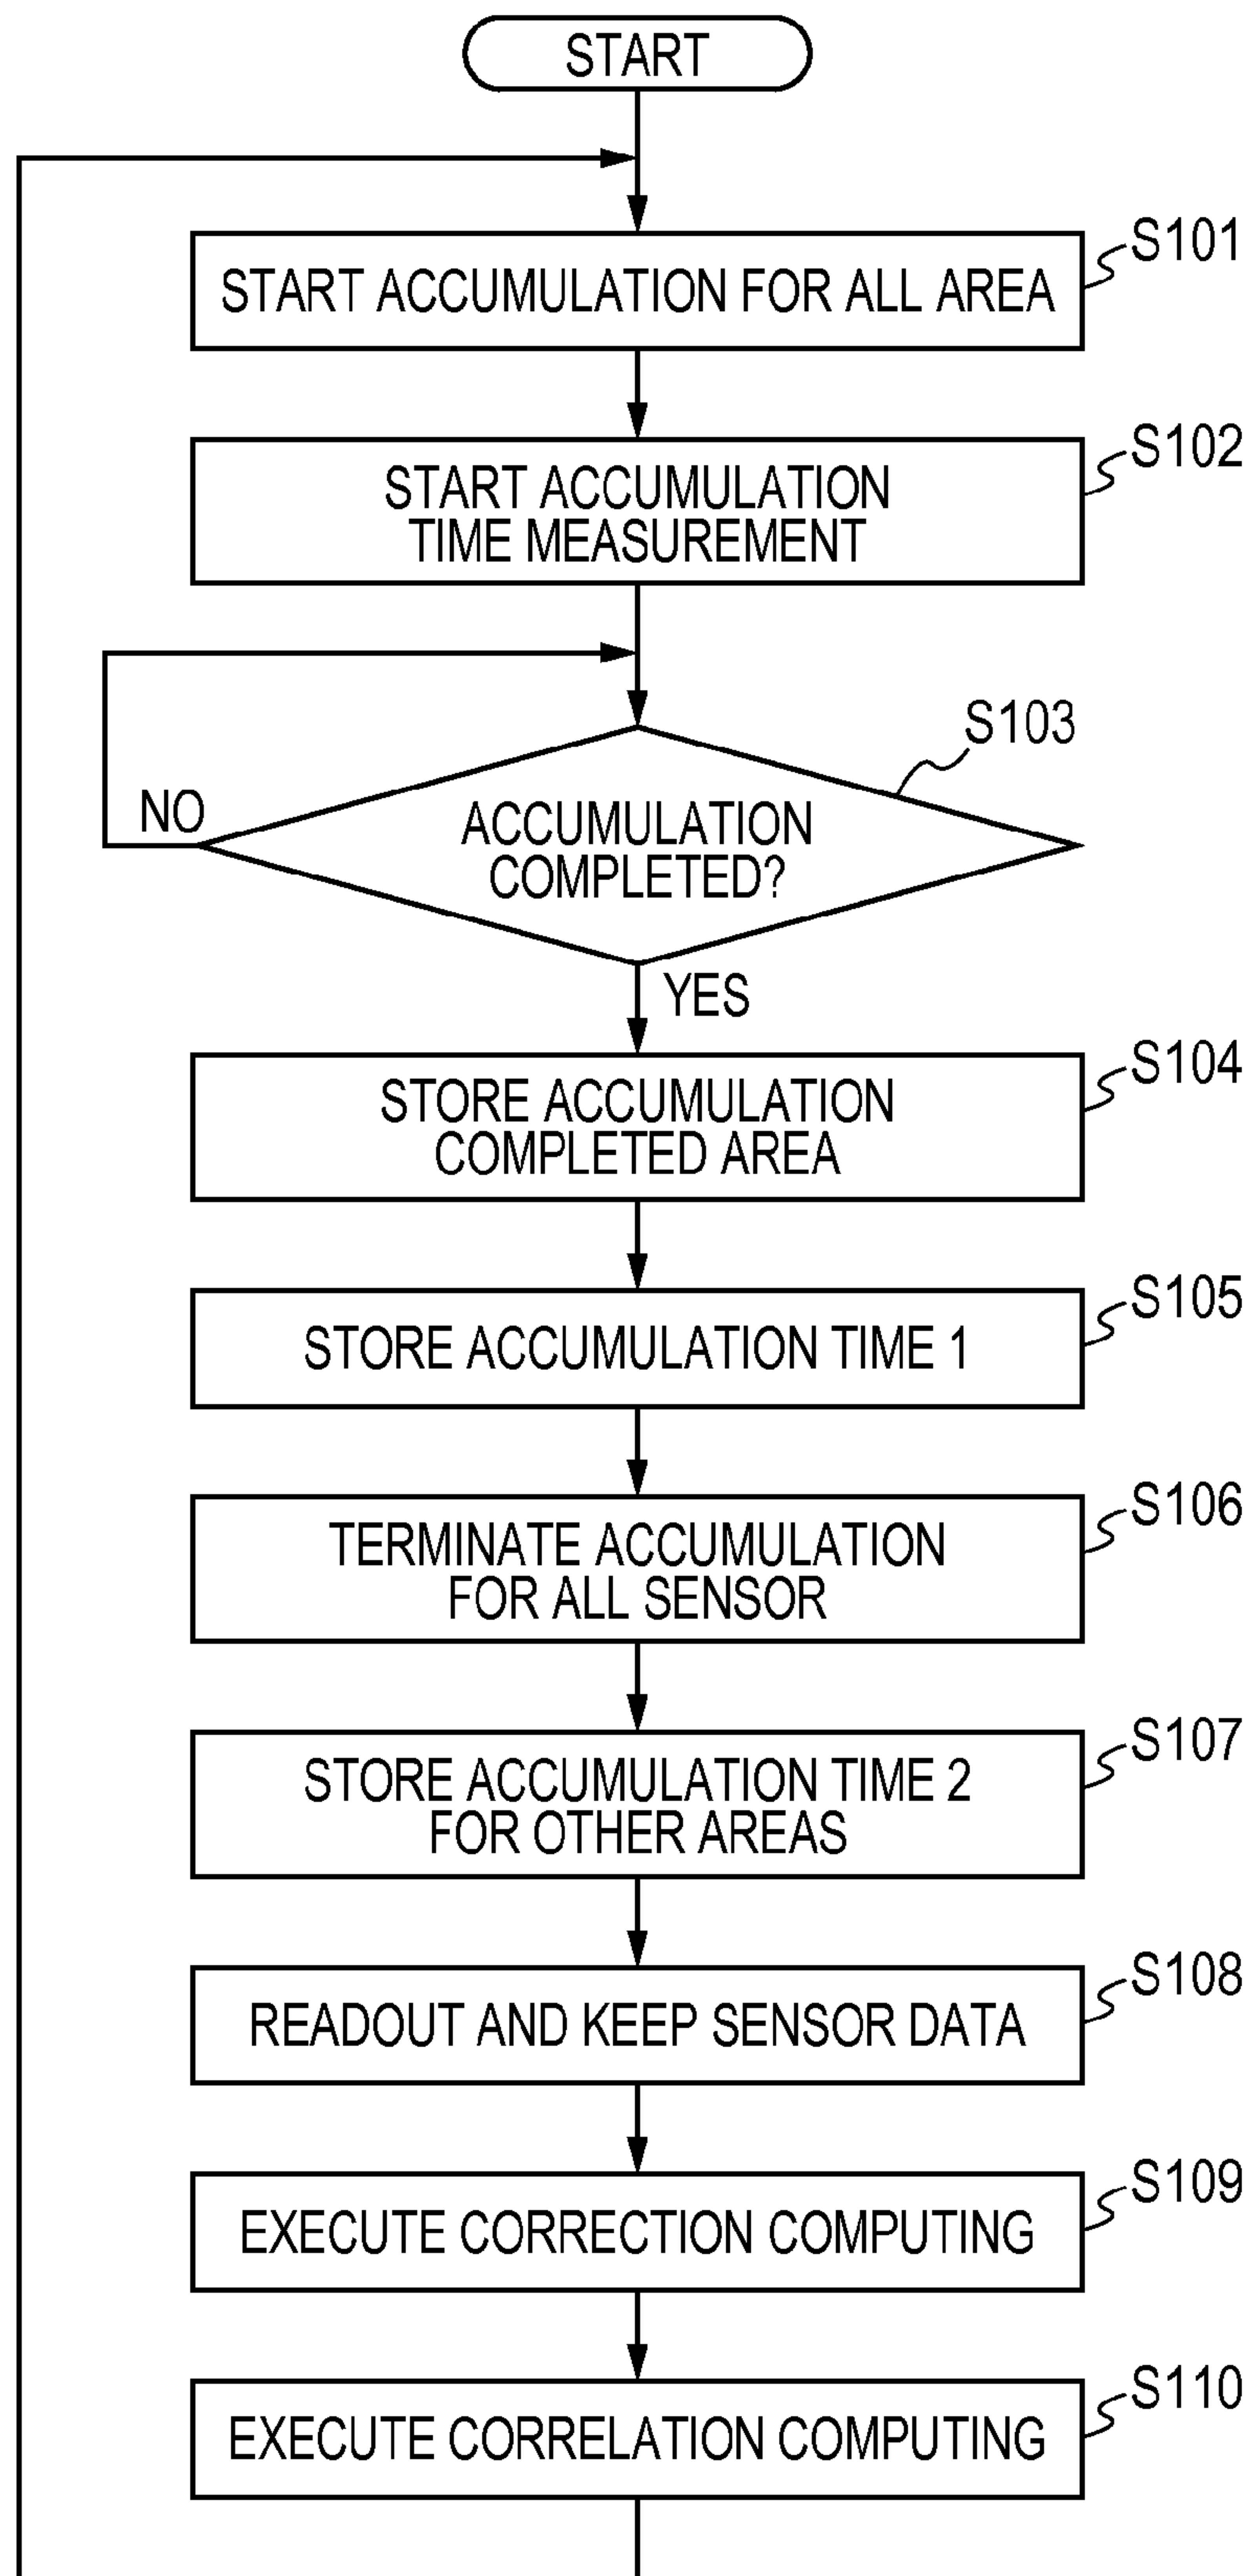 START
S101
START ACCUMULATION FOR ALL AREA
S102
START ACCUMULATION
TIME MEASUREMENT
S103
NO
ACCUMULATION
COMPLETED?
YES
S104
STORE ACCUMULATION
COMPLETED AREA
S105
STORE ACCUMULATION TIME 1
S106
TERMINATE ACCUMULATION
FOR ALL SENSOR
S107
STORE ACCUMULATION TIME 2
FOR OTHER AREAS
S108
READOUT AND KEEP SENSOR DATA
S109
EXECUTE CORRECTION COMPUTING
S110
EXECUTE CORRELATION COMPUTING